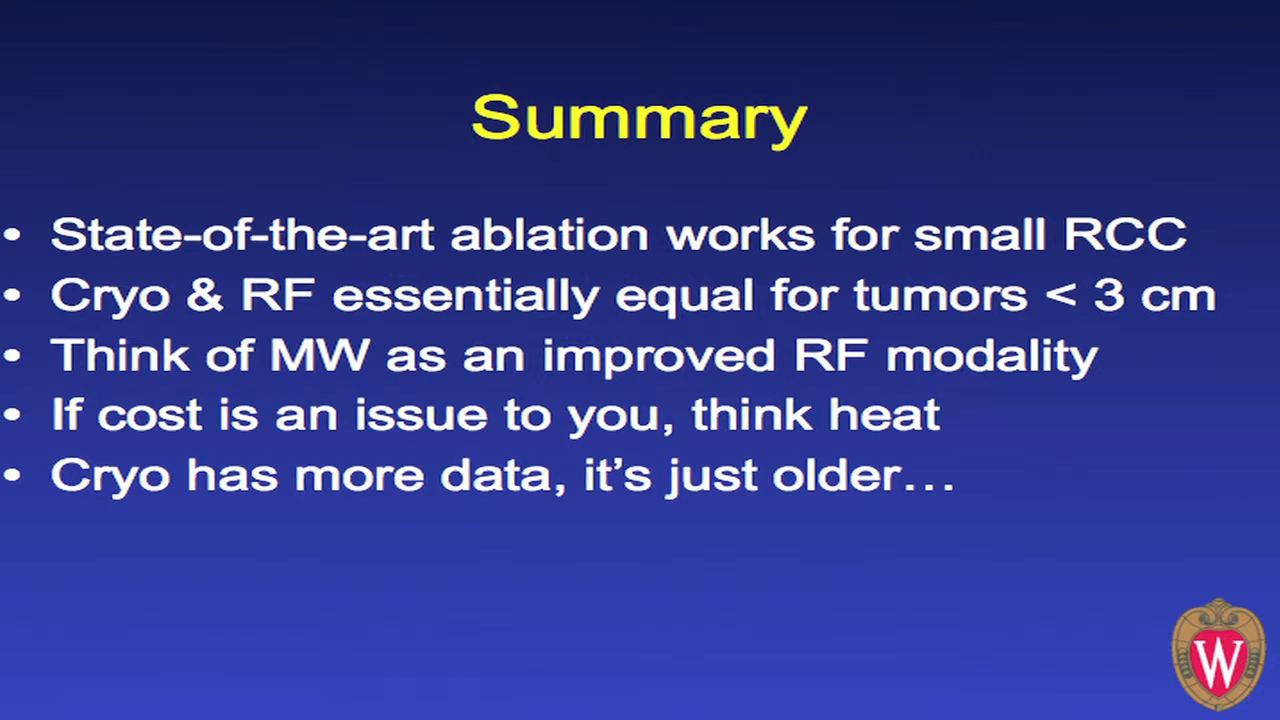 Summary
• State-of-the-art ablation works for small RCC
• Cryo & RF essentially equal for tumors < 3 cm
• Think of MW as an improved RF modality
• If cost is an issue to you, think heat
• Cryo has more data, it’s just older…
W